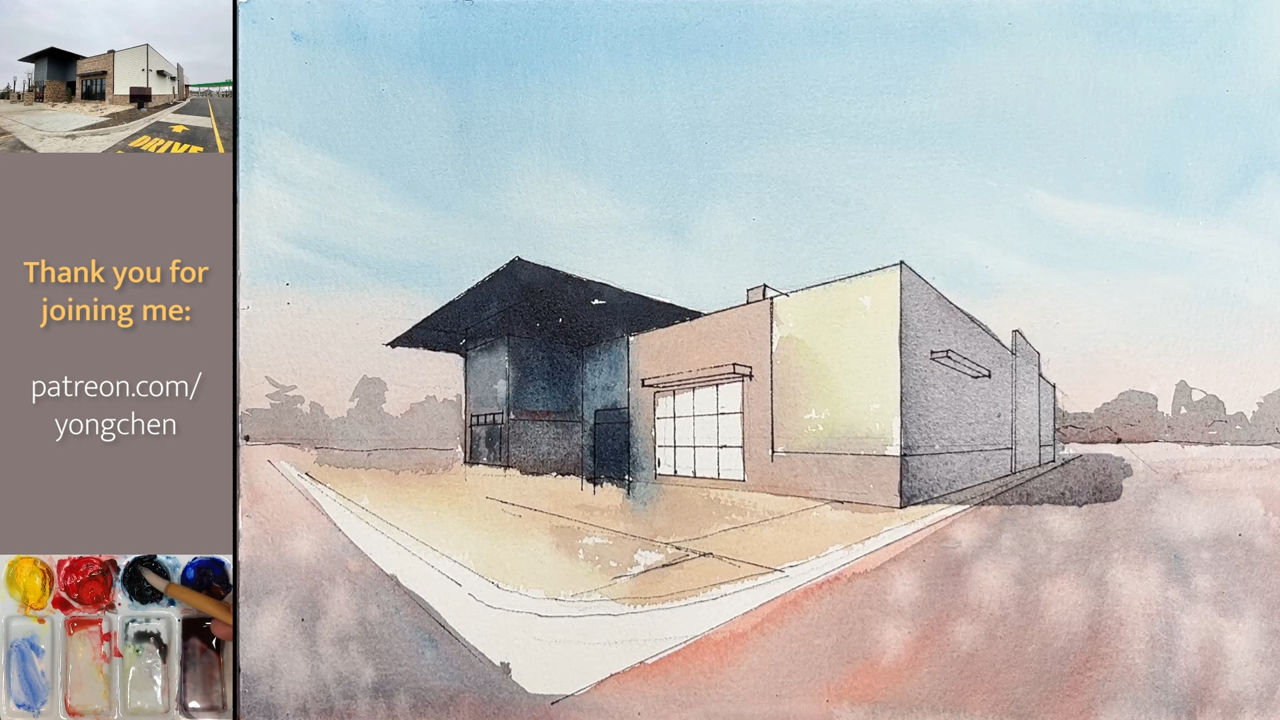 DRIVE
Thank you for
joining me:
patreon.com/
yongchen